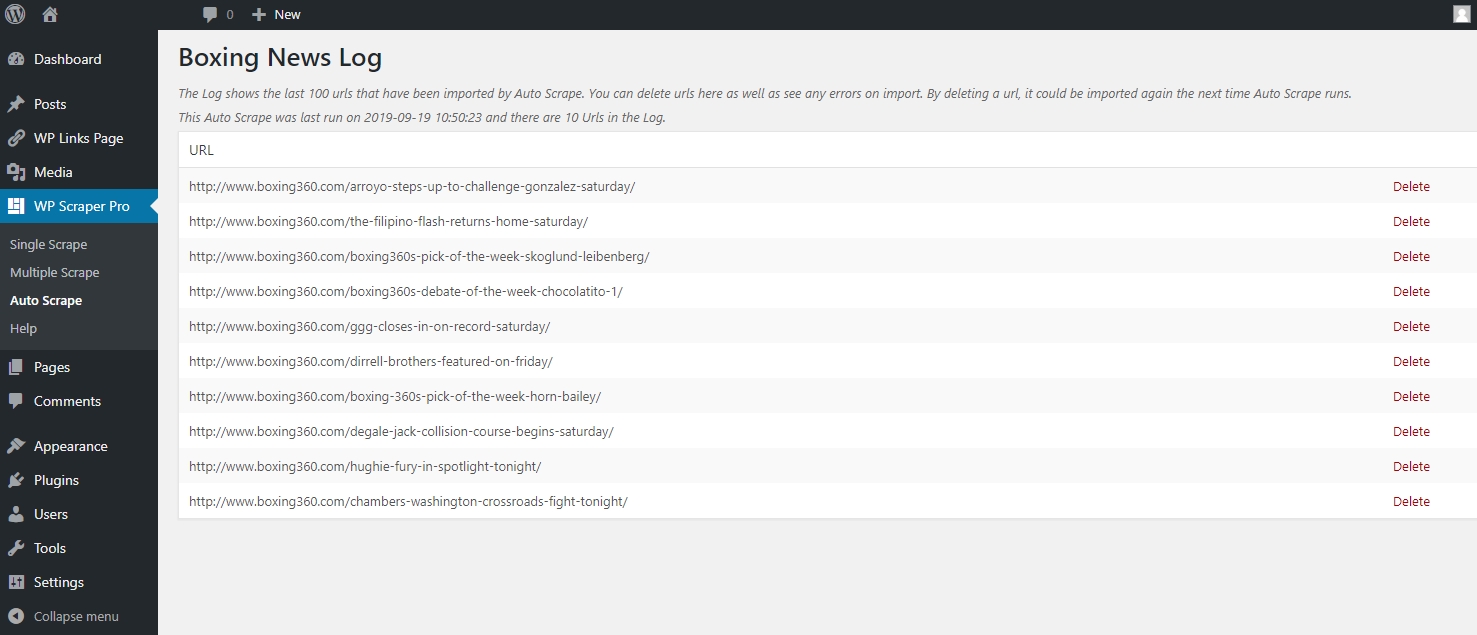 0 New
Dashboard
Posts
WP Links Page
Media
WP Scraper Pro
Single Scrape
Multiple Scrape
Auto Scrape
Help
Pages
Comments
Appearance
Plugins
Users
Tools
Settings
Collapse menu
Boxing News Log
The Log shows the last 100 urls that have been imported by Auto Scrape. You can delete urls here as well as see any errors on import. By deleting a url, it could be imported again the next time Auto Scrape runs.
This Auto Scrape was last run on 2019-09-19 10:50:23 and there are 10 Urls in the Log.
URL
http://www.boxing360.com/arroyo-steps-up-to-challenge-gonzalez-saturday/ Delete
http://www.boxing360.com/the-filipino-flash-returns-home-saturday/ Delete
http://www.boxing360.com/boxing360s-pick-of-the-week-skoglund-leibenberg/ Delete
http://www.boxing360.com/boxing360s-debate-of-the-week-chocolatito-1/ Delete
http://www.boxing360.com/ggg-closes-in-on-record-saturday/ Delete
http://www.boxing360.com/dirrell-brothers-featured-on-friday/ Delete
http://www.boxing360.com/boxing-360s-pick-of-the-week-horn-bailey/ Delete
http://www.boxing360.com/degale-jack-collision-course-begins-saturday/ Delete
http://www.boxing360.com/hughie-fury-in-spotlight-tonight/ Delete
http://www.boxing360.com/chambers-washington-crossroads-fight-tonight/ Delete